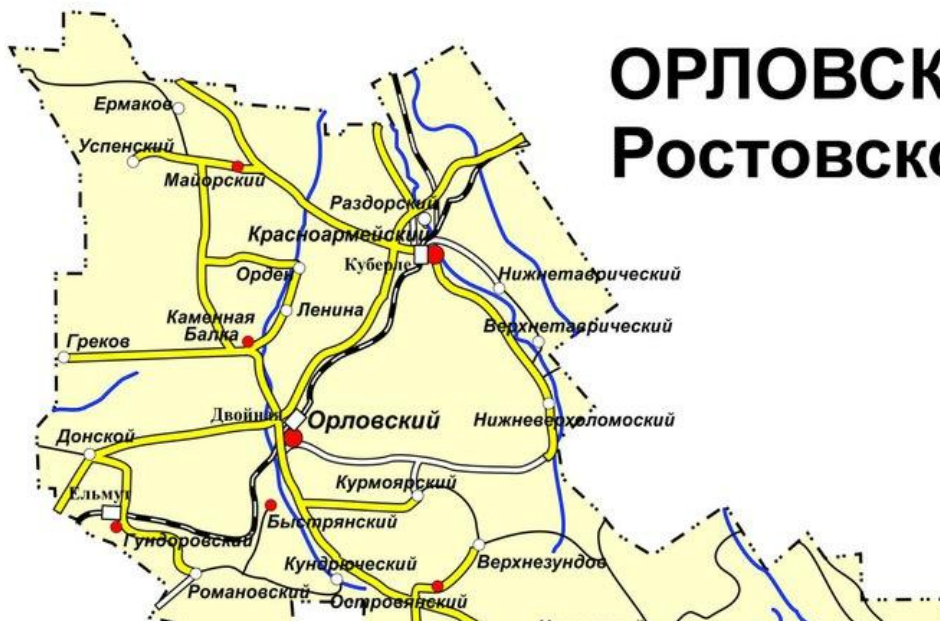 ОРЛОВСК
Ростовско
Ермаков
Успенский
Майорский
Раздорский
Красноармейский
Куберле
Орден
Нижнетаврический
Ленина
Каменная
Балка
Верхнетаврический
Греков
Двойная
Орловский
Нижневерхоломоский
Донской
Курмоярский
Ельмут
Быстрянский
Гундоровский
Кундрюческий
Верхнезундов
Романовский
Островянский